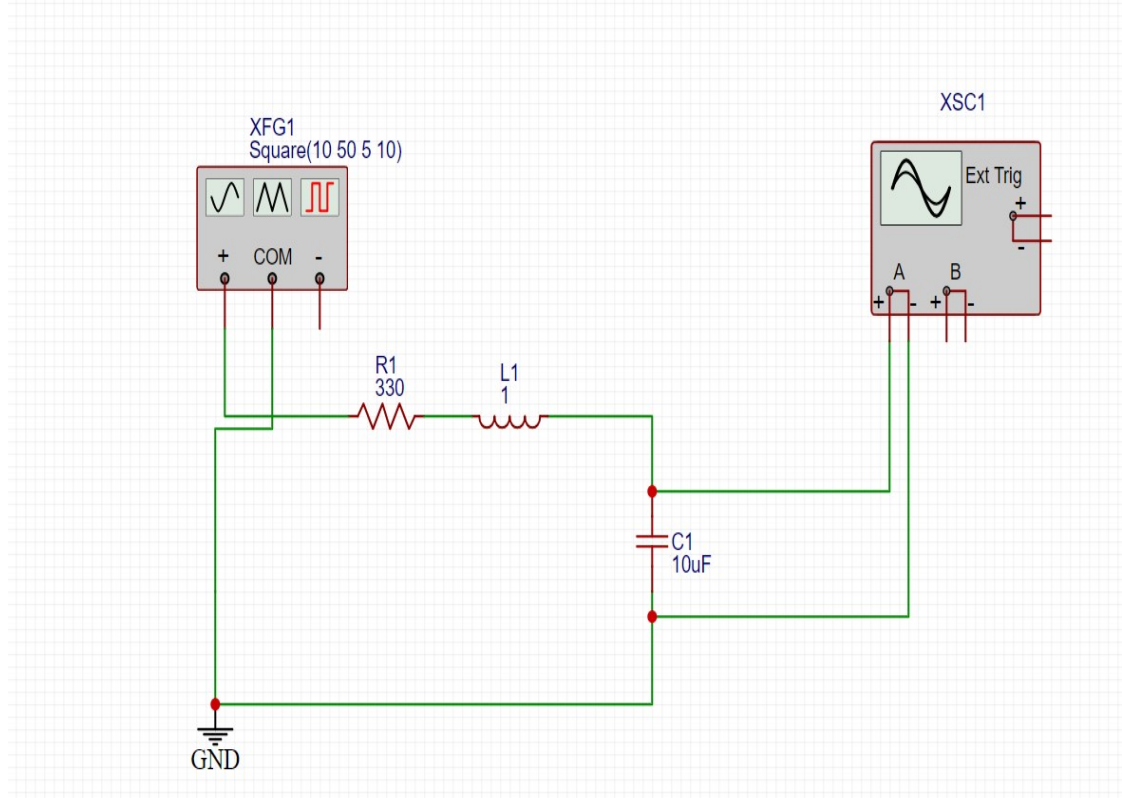 XSC1
XFG1
Square(10 50 5 10)
Ext Trig
+
-
+ COM -
A B
+ - + -
R1
330
L1
1
C1
10uF
GND